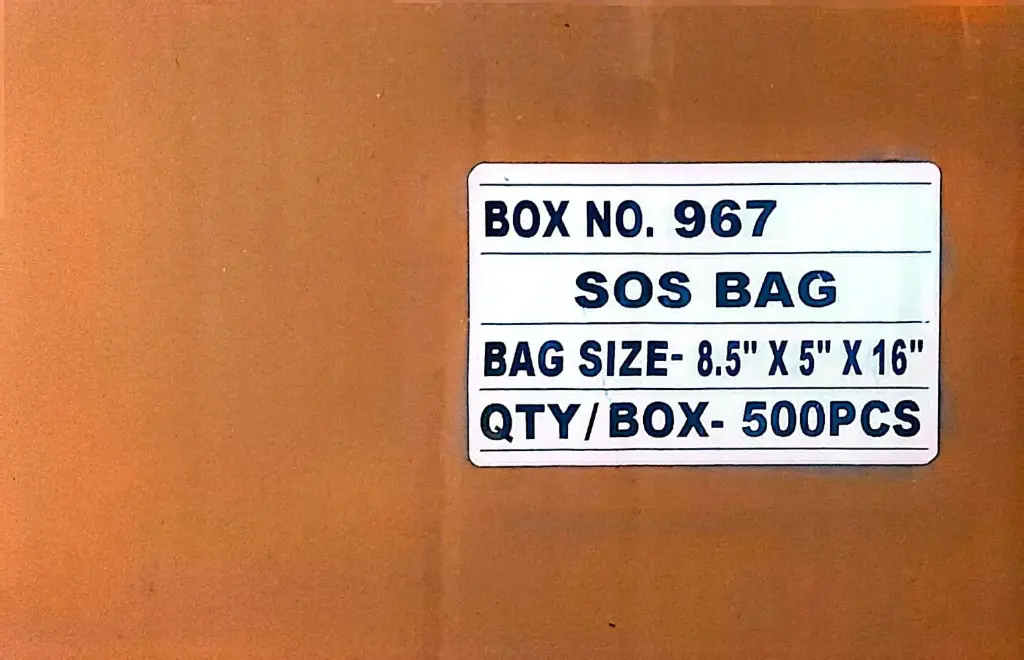 BOX NO. 967
SOS BAG
BAG SIZE- 8.5" X 5" X 16"
QTY/BOX- 500PCS